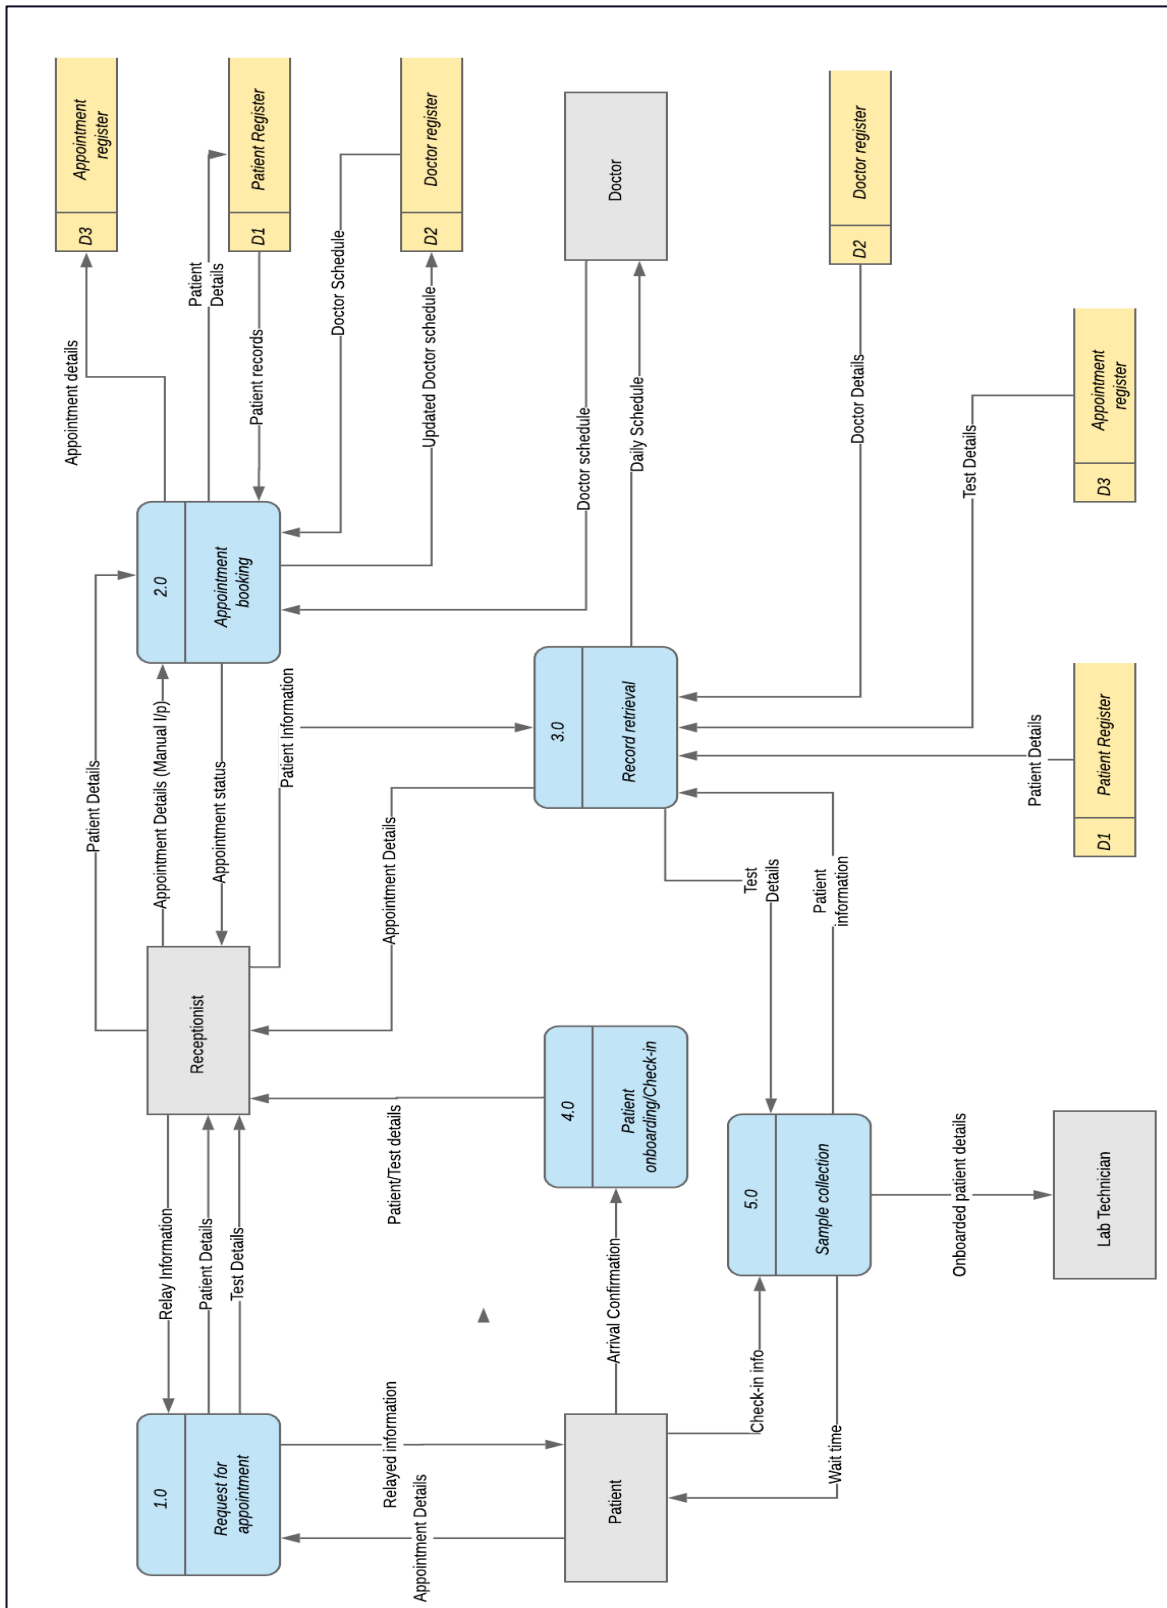 1.0
Request for
appointment
Relay Information
Patient Details
Test Details
Receptionist
Patient Details
Appointment Details (Manual I/p)
Appointment status
Patient Information
2.0
Appointment
booking
Appointment details
Patient
Details
Patient records
Doctor Schedule
Updated Doctor schedule
D3
Appointment
register
D1
Patient Register
D2
Doctor register
Relayed information
Appointment Details
Patient/Test details
Appointment Details
Patient
Arrival Confirmation
4.0
Patient
onboarding/Check-in
3.0
Record retrieval
Doctor schedule
Daily Schedule
Doctor
Check-in info
Wait time
5.0
Sample collection
Test
Details
Patient
information
Doctor Details
D2
Doctor register
Onboarded patient details
Patient Details
Test Details
Lab Technician
D1
Patient Register
D3
Appointment
register